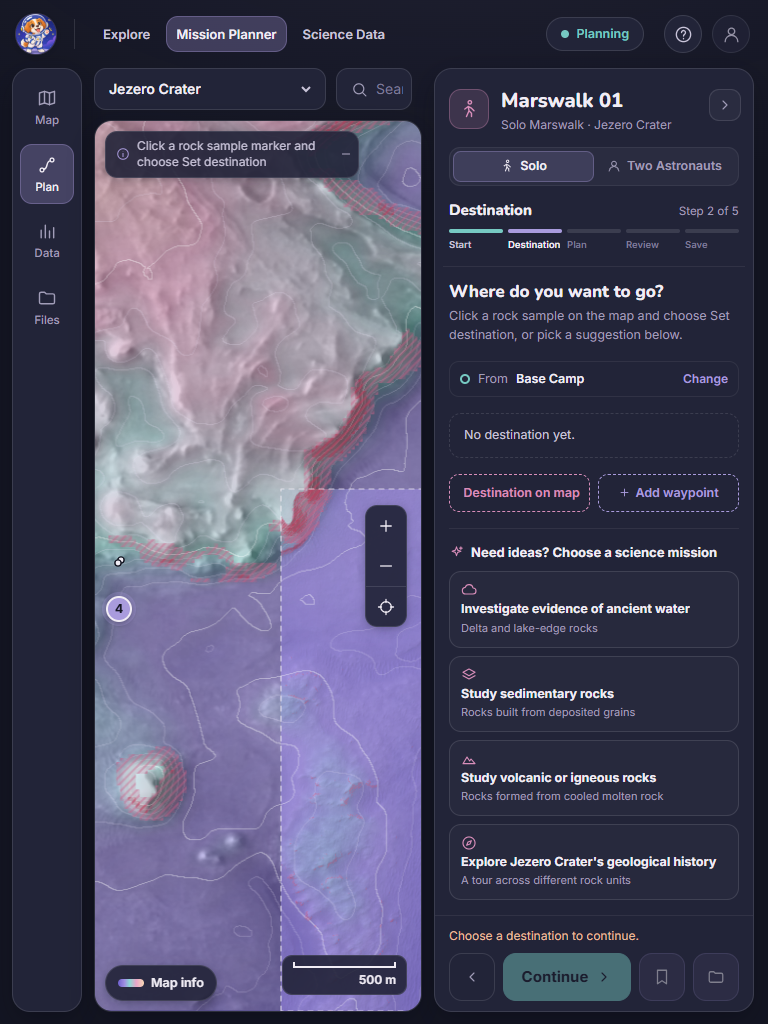 Explore
Mission Planner
Science Data
Planning
Map
Plan
Data
Files
Jezero Crater
Sear
Click a rock sample marker and
choose Set destination
4
Map info
500 m
Marswalk 01
Solo Marswalk · Jezero Crater
Solo
Two Astronauts
Destination
Step 2 of 5
Start
Destination
Plan
Review
Save
Where do you want to go?
Click a rock sample on the map and choose Set
destination, or pick a suggestion below.
From Base Camp
Change
No destination yet.
Destination on map
+ Add waypoint
Need ideas? Choose a science mission
Investigate evidence of ancient water
Delta and lake-edge rocks
Study sedimentary rocks
Rocks built from deposited grains
Study volcanic or igneous rocks
Rocks formed from cooled molten rock
Explore Jezero Crater's geological history
A tour across different rock units
Choose a destination to continue.
Continue